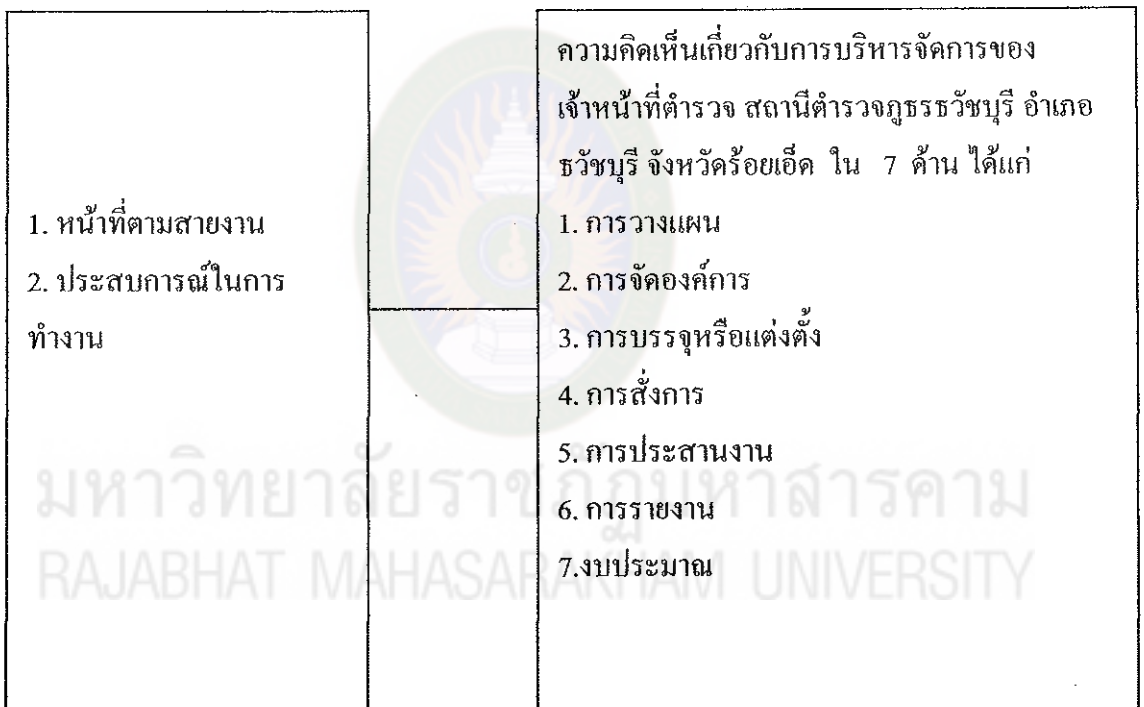 1. หน้าที่ตามสายงาน
2. ประสบการณ์ในการ
ทำงาน
ความคิดเห็นเกี่ยวกับการบริหารจัดการของ
เจ้าหน้าที่ตำรวจ สถานีตำรวจภูธรธวัชบุรี อำเภอ
ธวัชบุรี จังหวัดร้อยเอ็ด ใน 7 ด้าน ได้แก่
1. การวางแผน
2. การจัดองค์การ
3. การบรรจุหรือแต่งตั้ง
4. การสั่งการ
5. การประสานงาน
6. การรายงาน
7.งบประมาณ
มหาวิทยาลัยราชภัฏมหาสารคาม
RAJABHAT MAHASARAKHAM UNIVERSITY